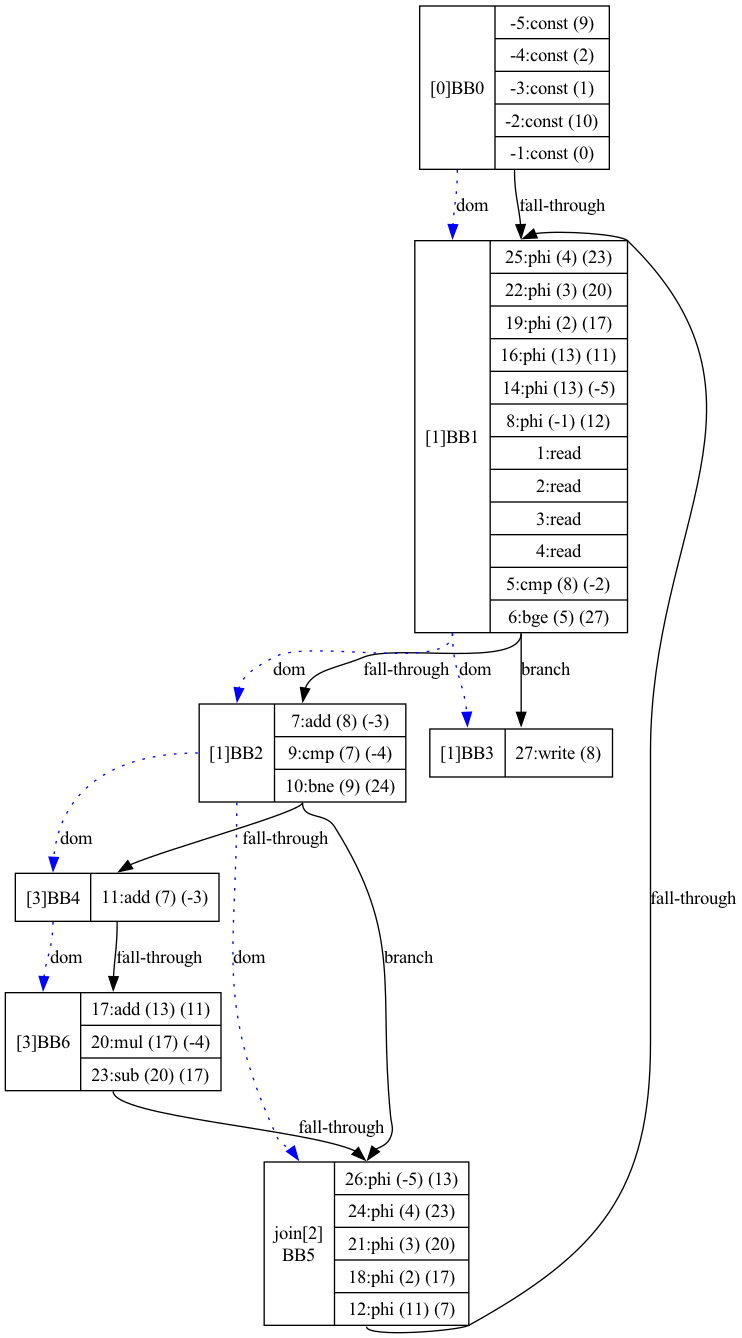 [0]BB0
-5:const (9)
-4:const (2)
-3:const (1)
-2:const (10)
-1:const (0)
dom
fall-through
[1]BB1
25:phi (4) (23)
22:phi (3) (20)
19:phi (2) (17)
16:phi (13) (11)
14:phi (13) (-5)
8:phi (-1) (12)
1:read
2:read
3:read
4:read
5:cmp (8) (-2)
6:bge (5) (27)
dom
fall-through
dom
branch
[1]BB2
7:add (8) (-3)
9:cmp (7) (-4)
10:bne (9) (24)
[1]BB3
27:write (8)
dom
fall-through
[3]BB4
11:add (7) (-3)
fall-through
dom
fall-through
dom
branch
[3]BB6
17:add (13) (11)
20:mul (17) (-4)
23:sub (20) (17)
fall-through
join[2]
BB5
26:phi (-5) (13)
24:phi (4) (23)
21:phi (3) (20)
18:phi (2) (17)
12:phi (11) (7)